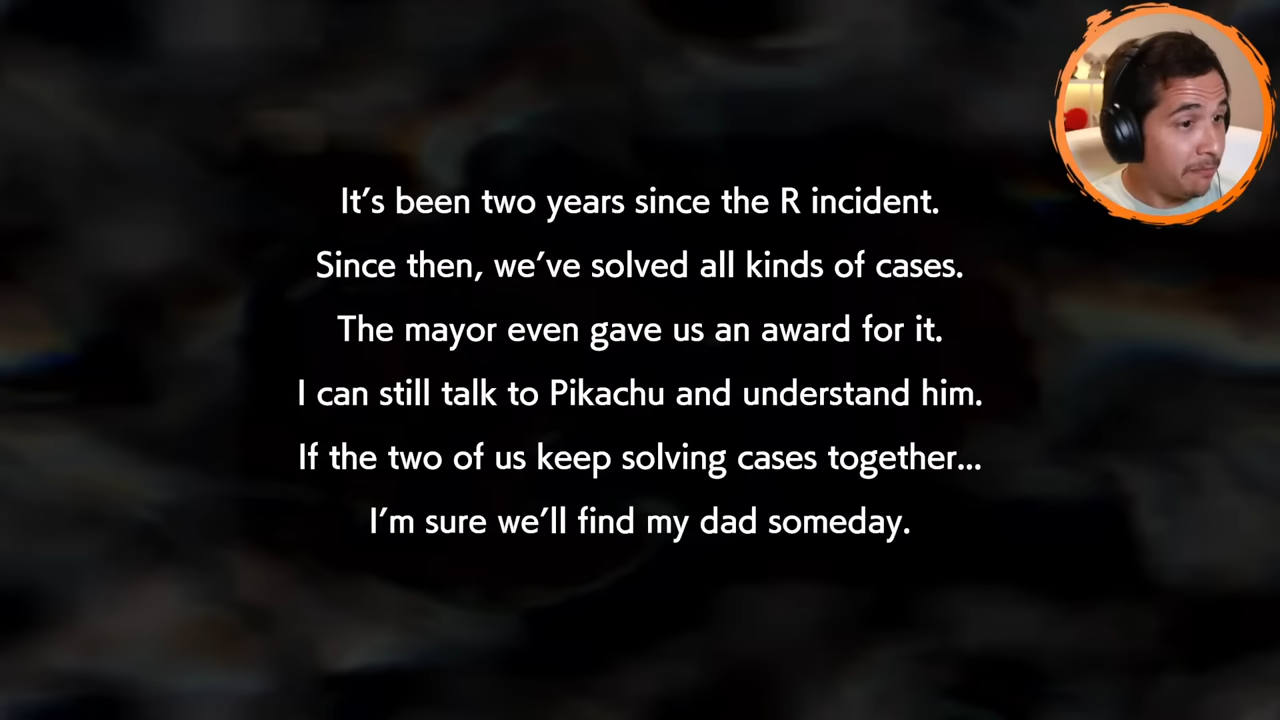 It’s been two years since the R incident.
Since then, we’ve solved all kinds of cases.
The mayor even gave us an award for it.
I can still talk to Pikachu and understand him.
If the two of us keep solving cases together...
I’m sure we’ll find my dad someday.